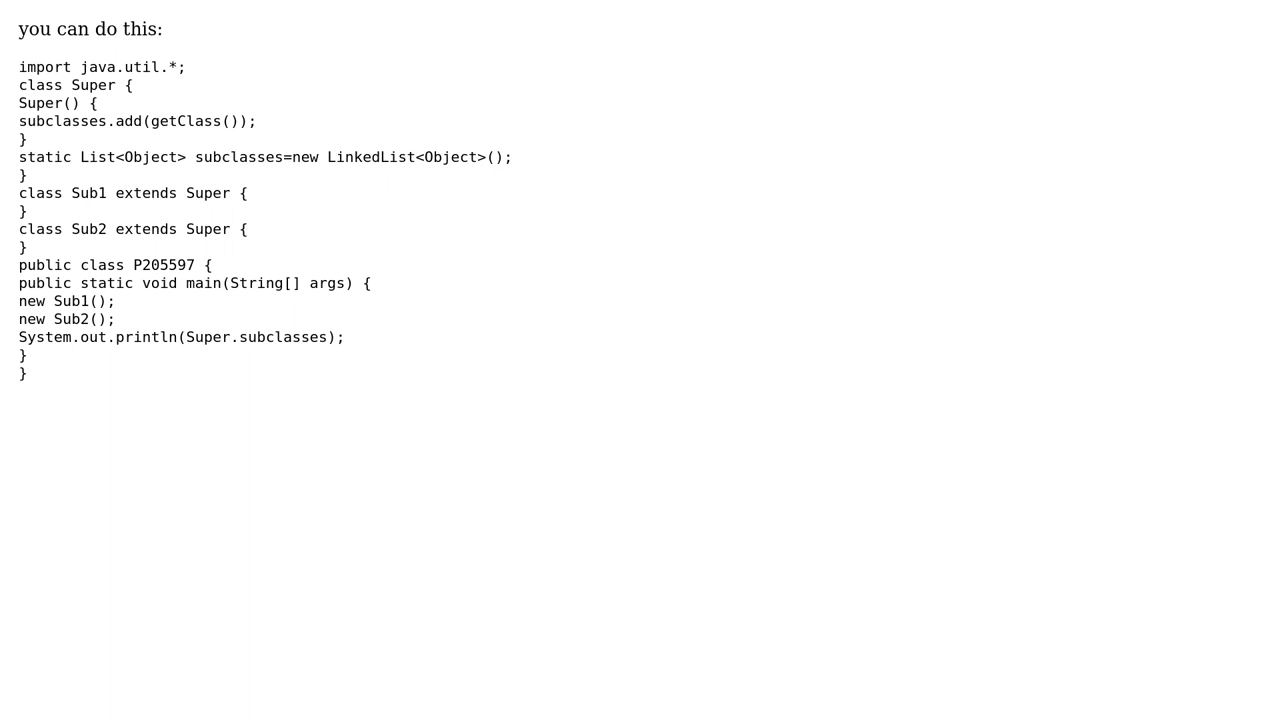 you can do this:
import java.util.*;
class Super {
Super() {
subclasses.add(getClass());
}
static List<Object> subclasses=new LinkedList<Object>();
}
class Sub1 extends Super {
}
class Sub2 extends Super {
}
public class P205597 {
public static void main(String[] args) {
new Sub1();
new Sub2();
System.out.println(Super.subclasses);
}
}